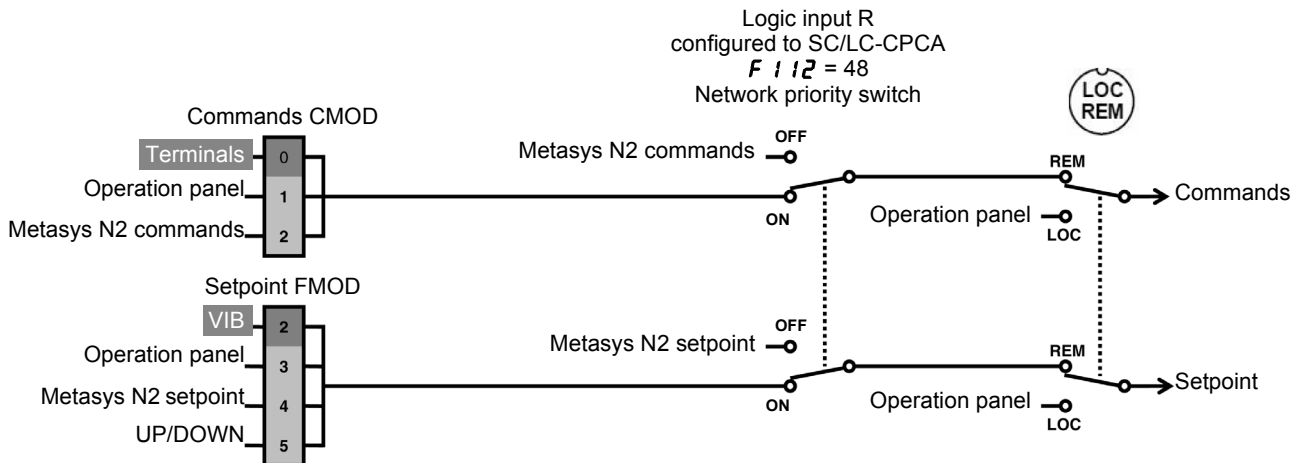 Logic input R
configured to SC/LC-CPCA
F112 = 48
Network priority switch
LOC
REM
Commands CMOD
Terminals 0
Operation panel 1
Metasys N2 commands 2
Metasys N2 commands OFF
ON
REM
Operation panel LOC
Commands
Setpoint FMOD
VIB 2
Operation panel 3
Metasys N2 setpoint 4
UP/DOWN 5
Metasys N2 setpoint OFF
ON
REM
Operation panel LOC
Setpoint